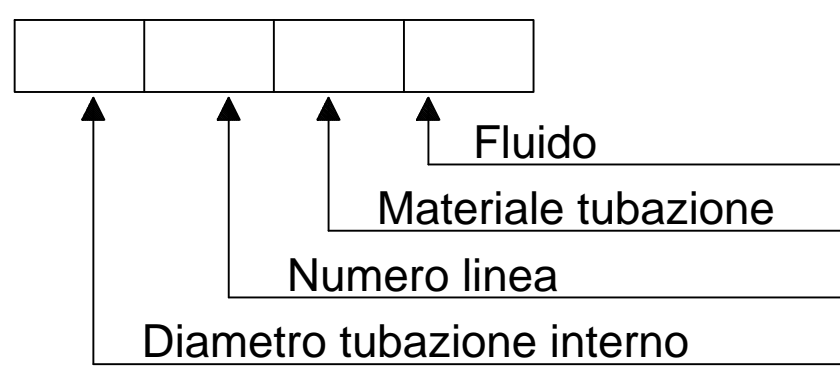 Fluido
Materiale tubazione
Numero linea
Diametro tubazione interno